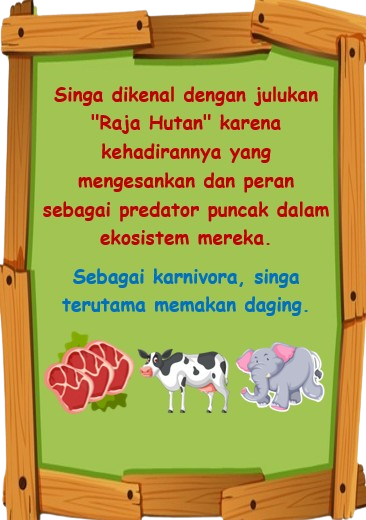 Singa dikenal dengan julukan
"Raja Hutan" karena
kehadirannya yang
mengesankan dan peran
sebagai predator puncak dalam
ekosistem mereka.
Sebagai karnivora, singa
terutama memakan daging.